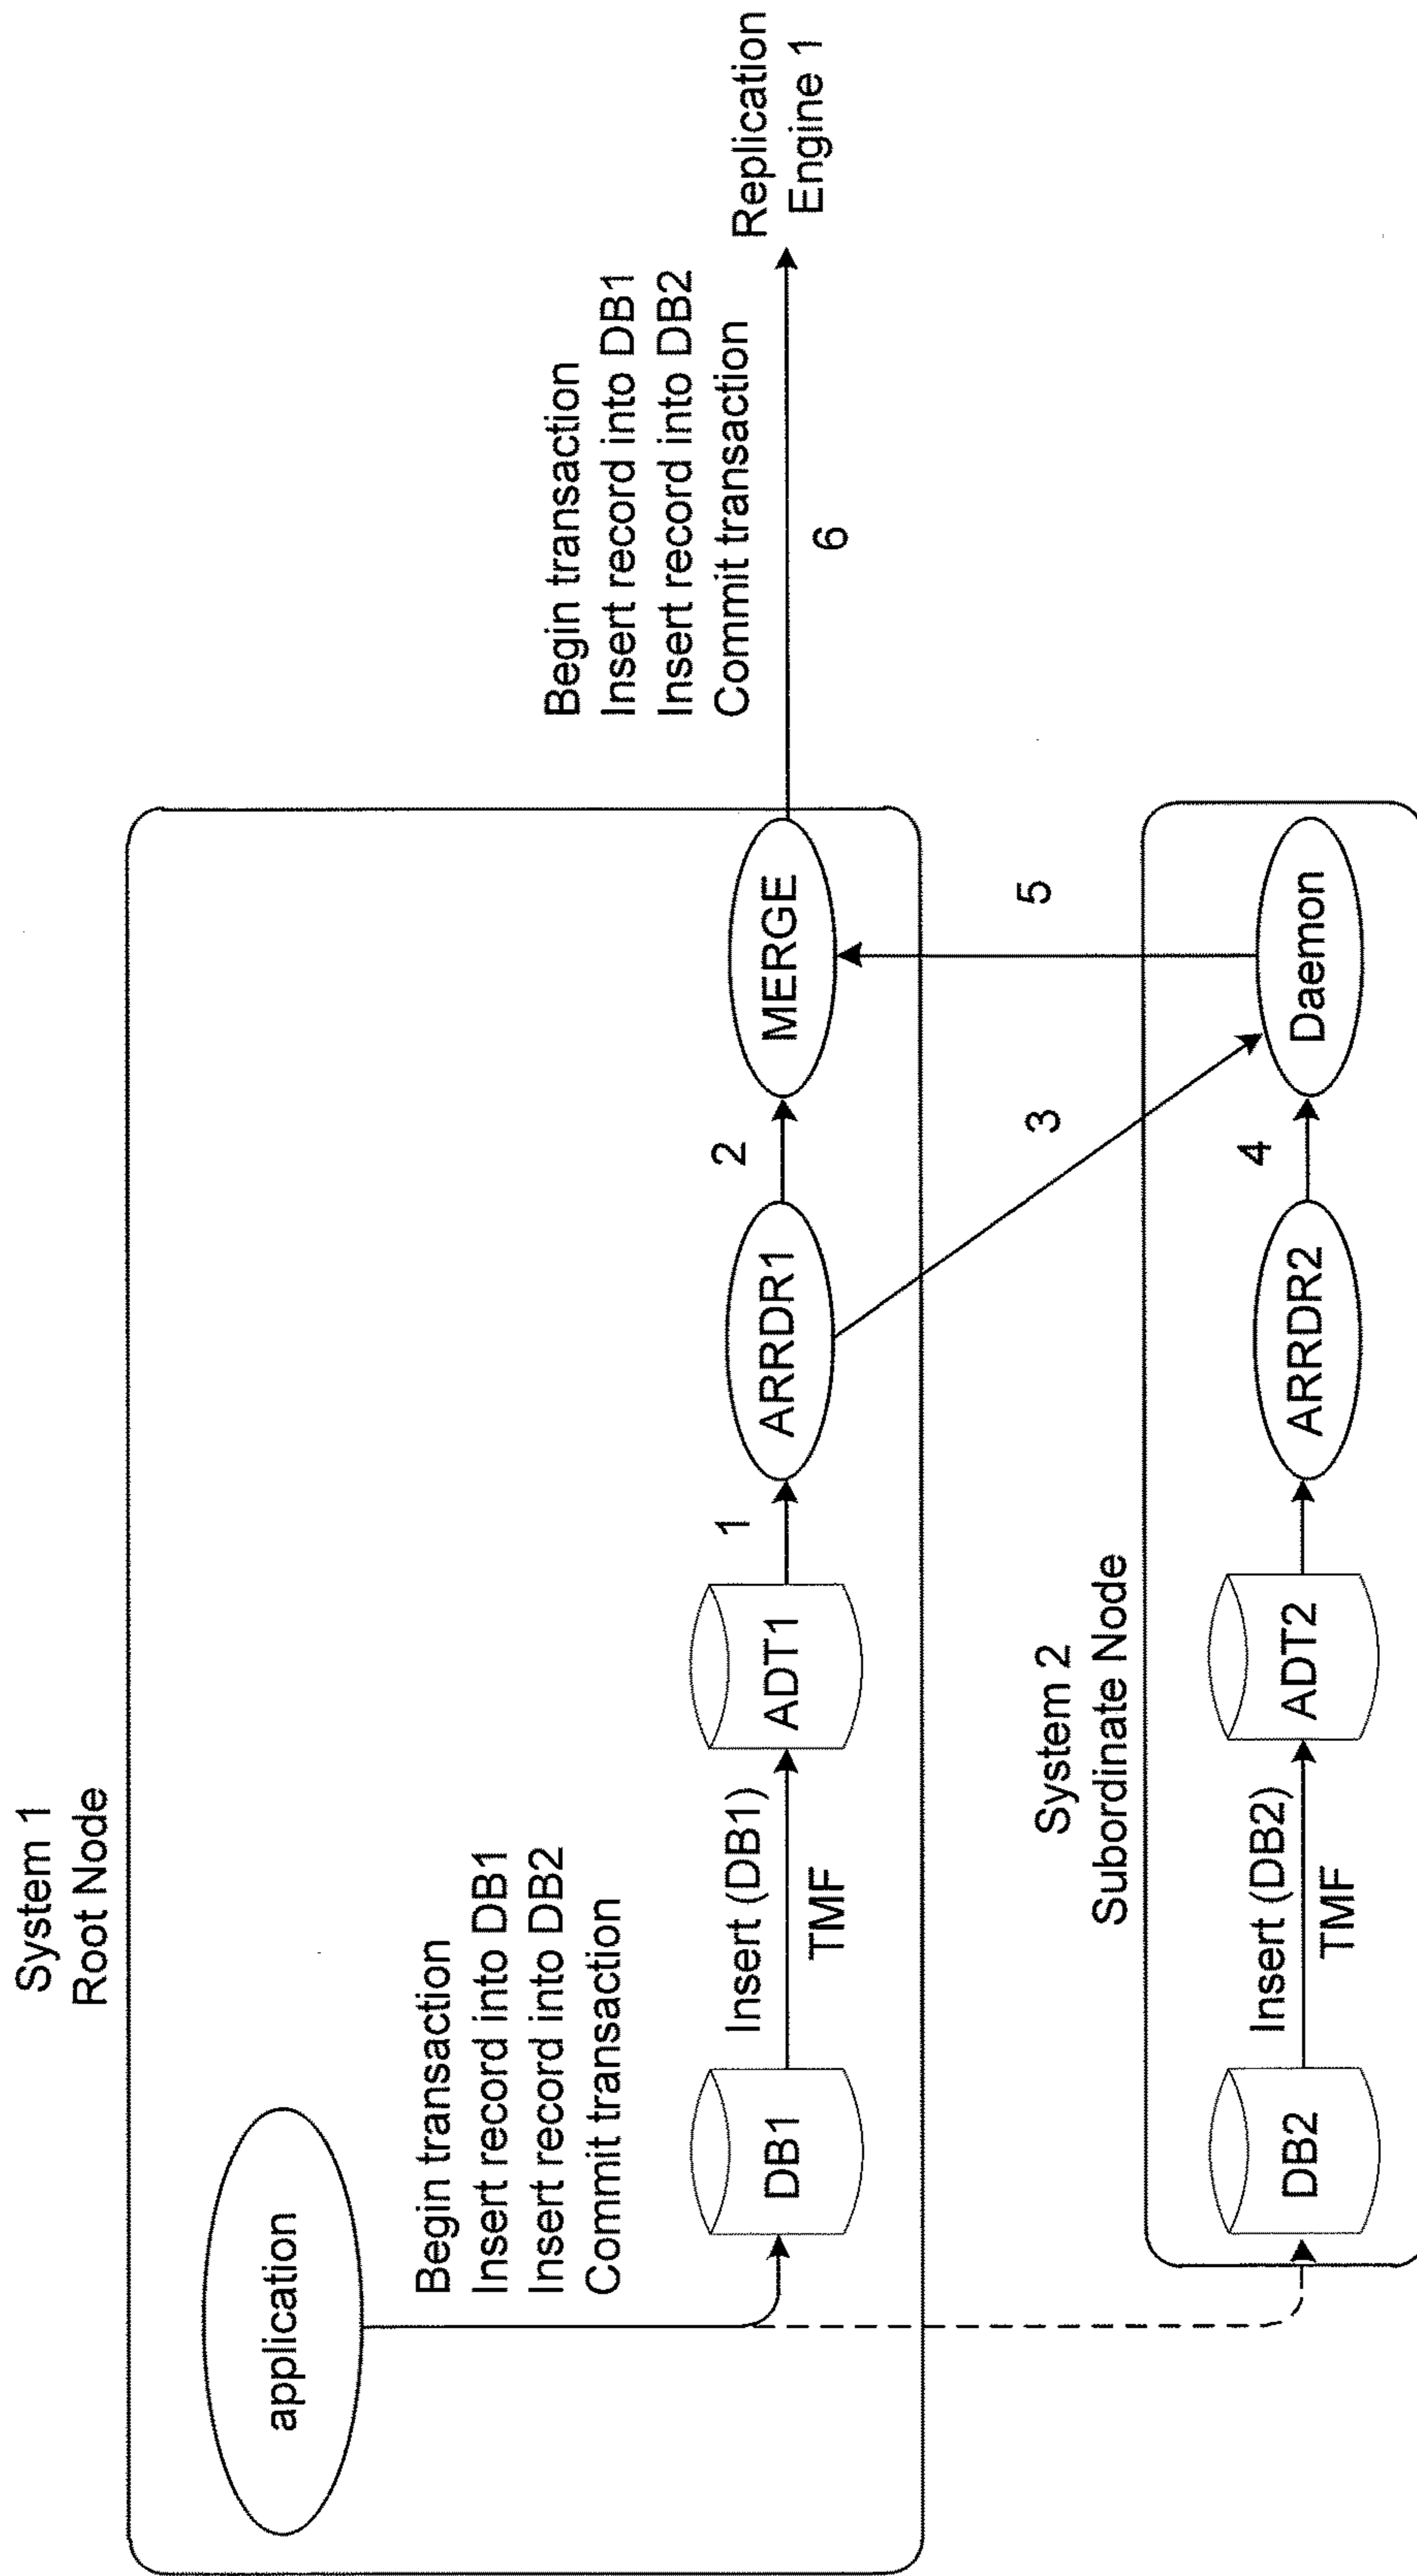 System 1
Root Node
application
Begin transaction
Insert record into DB1
Insert record into DB2
Commit transaction
DB1
Insert (DB1)
TMF
ADT1
1
ARRDR1
2
MERGE
Begin transaction
Insert record into DB1
Insert record into DB2
Commit transaction
6
Replication
Engine 1
3
5
System 2
Subordinate Node
DB2
Insert (DB2)
TMF
ADT2
ARRDR2
4
Daemon